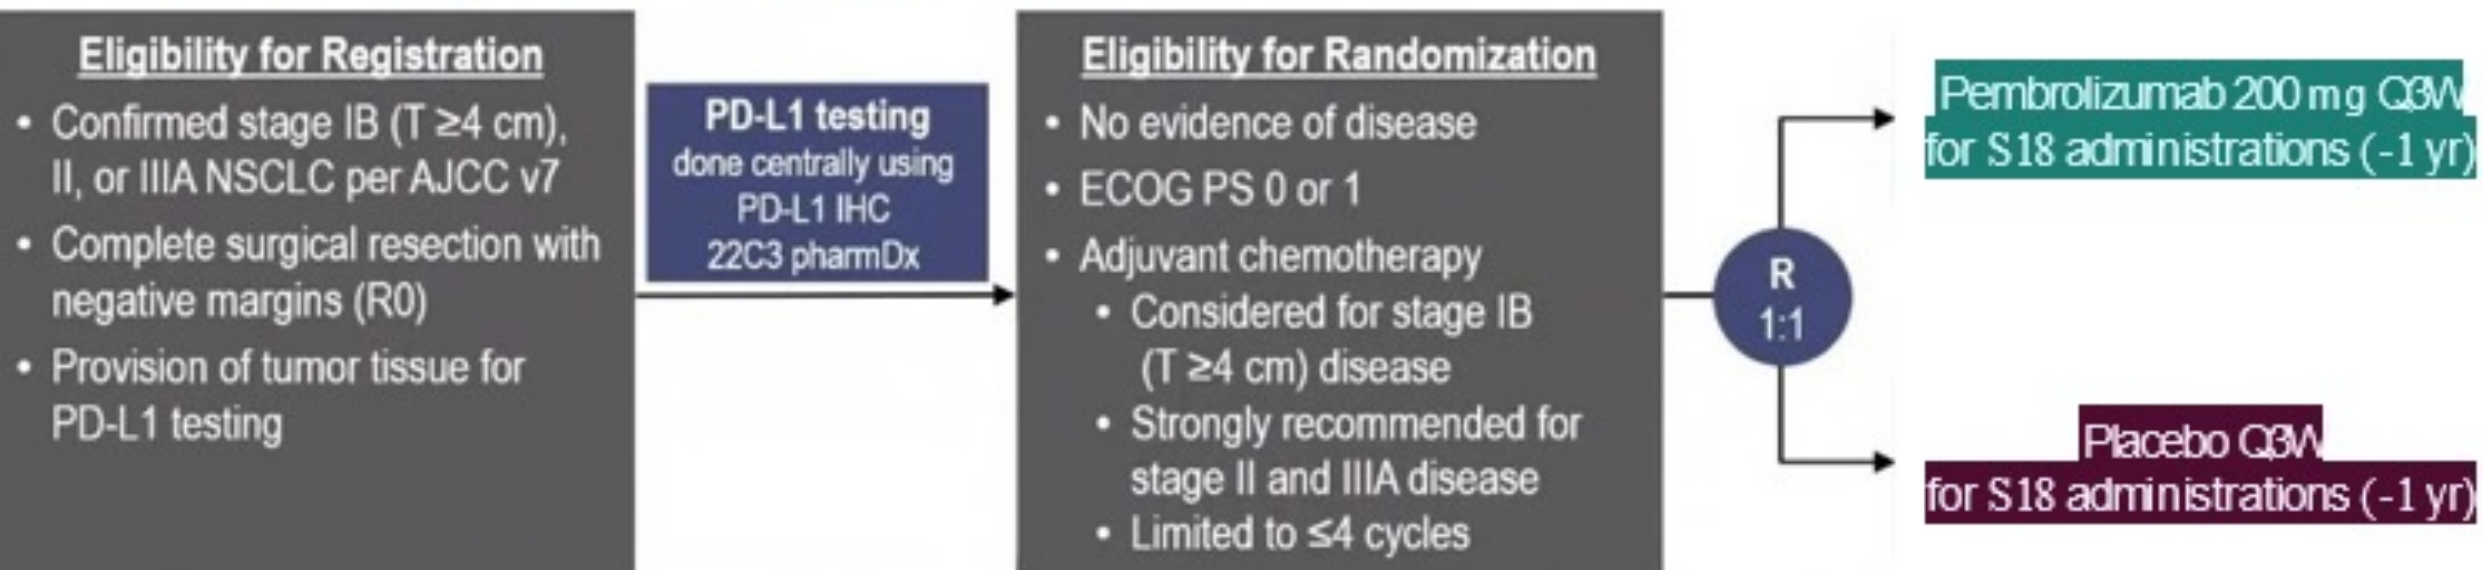 Eligibility for Registration
• Confirmed stage IB (T ≥4 cm),
II, or IIIA NSCLC per AJCC v7
• Complete surgical resection with
negative margins (R0)
• Provision of tumor tissue for
PD-L1 testing
PD-L1 testing
done centrally using
PD-L1 IHC
22C3 pharmDx
Eligibility for Randomization
• No evidence of disease
• ECOG PS 0 or 1
• Adjuvant chemotherapy
• Considered for stage IB
(T ≥4 cm) disease
• Strongly recommended for
stage II and IIIA disease
• Limited to ≤4 cycles
R
1:1
Pembrolizumab 200 mg Q3W
for S18 administrations (-1 yr)
Placebo Q3W
for S18 administrations (-1 yr)